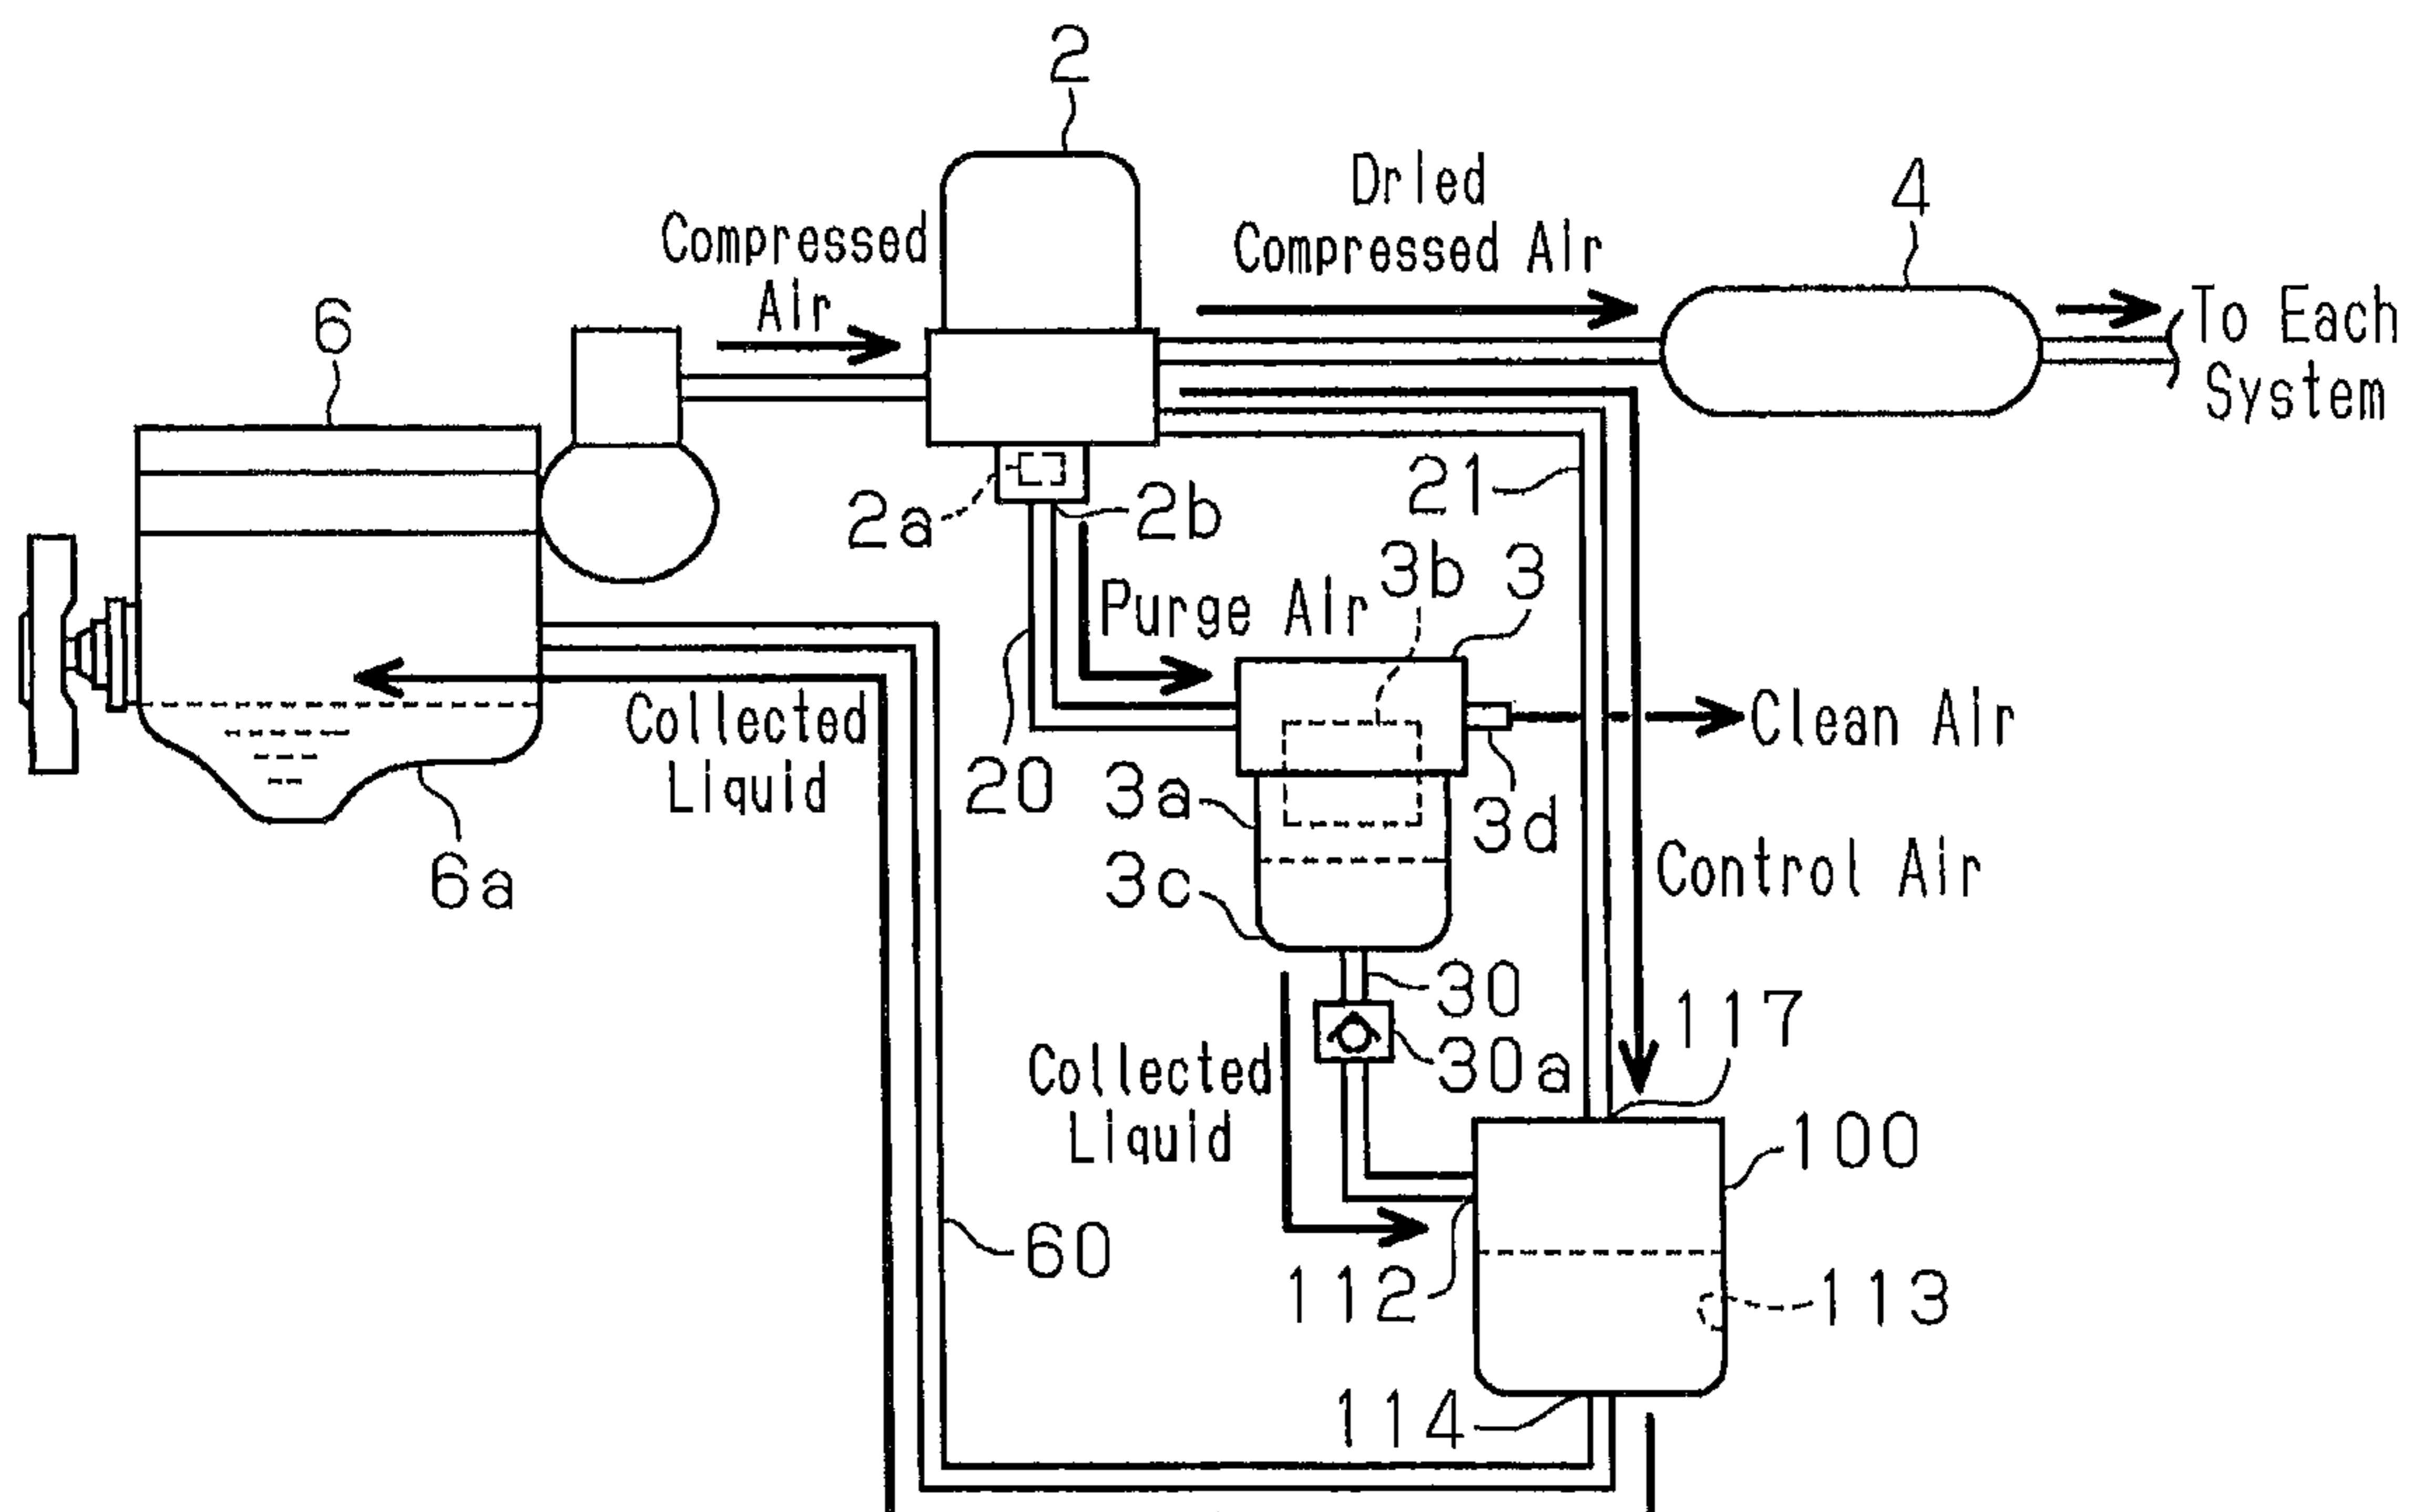 2
Dried
Compressed Air
4
Compressed
Air
To Each
System
6
2a
2b
21
3b
3
Purge Air
Clean Air
Collected
Liquid
20
3a
3d
6a
3c
Control Air
30
117
30a
Collected
Liquid
100
60
112
113
114